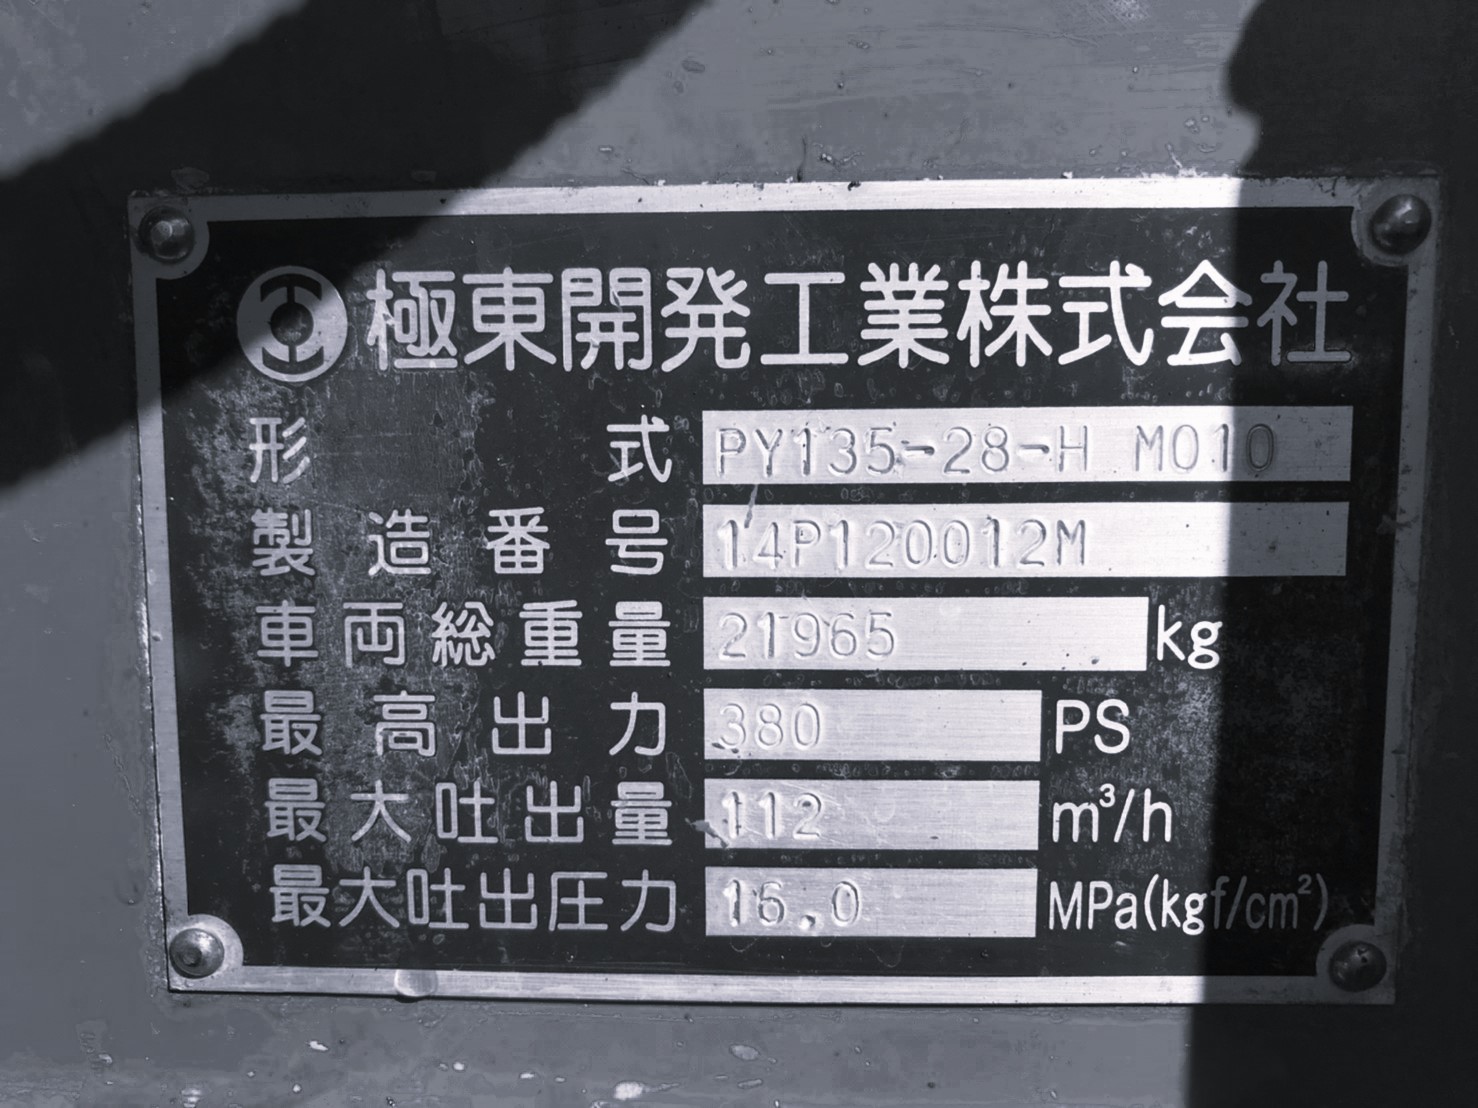 極東開発工業株式会社
形式 PY135-28-H M010
製造番号 14P120012M
車両総重量 21965 kg
最高出力 380 PS
最大吐出量 112 m³/h
最大吐出圧力 16.0 MPa(kgf/cm²)